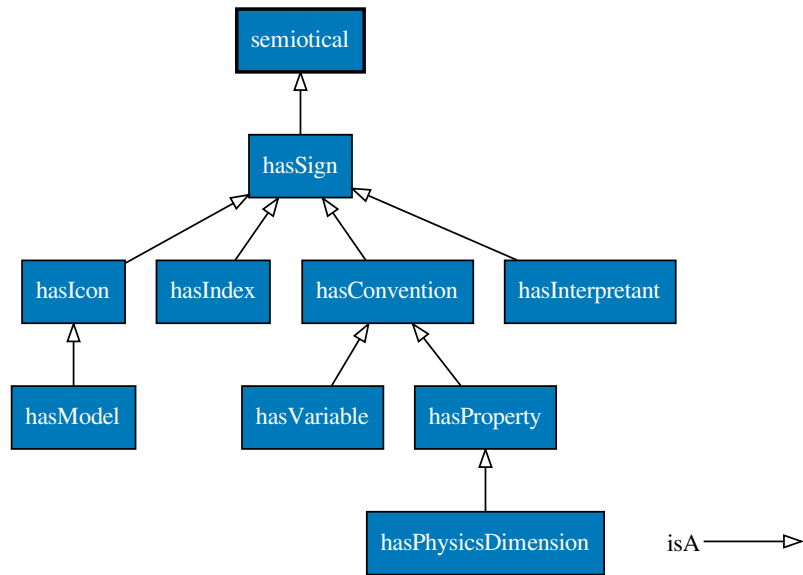 semiotical
hasSign
hasIcon
hasIndex
hasConvention
hasInterpretant
hasModel
hasVariable
hasProperty
hasPhysicsDimension
isA